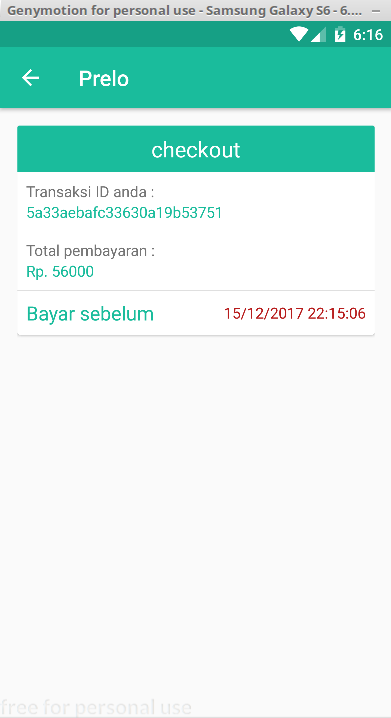 Genymotion for personal use - Samsung Galaxy S6 - 6.... –
6:16
Prelo
checkout
Transaksi ID anda :
5a33aebafc33630a19b53751
Total pembayaran :
Rp. 56000
Bayar sebelum 15/12/2017 22:15:06
free for personal use